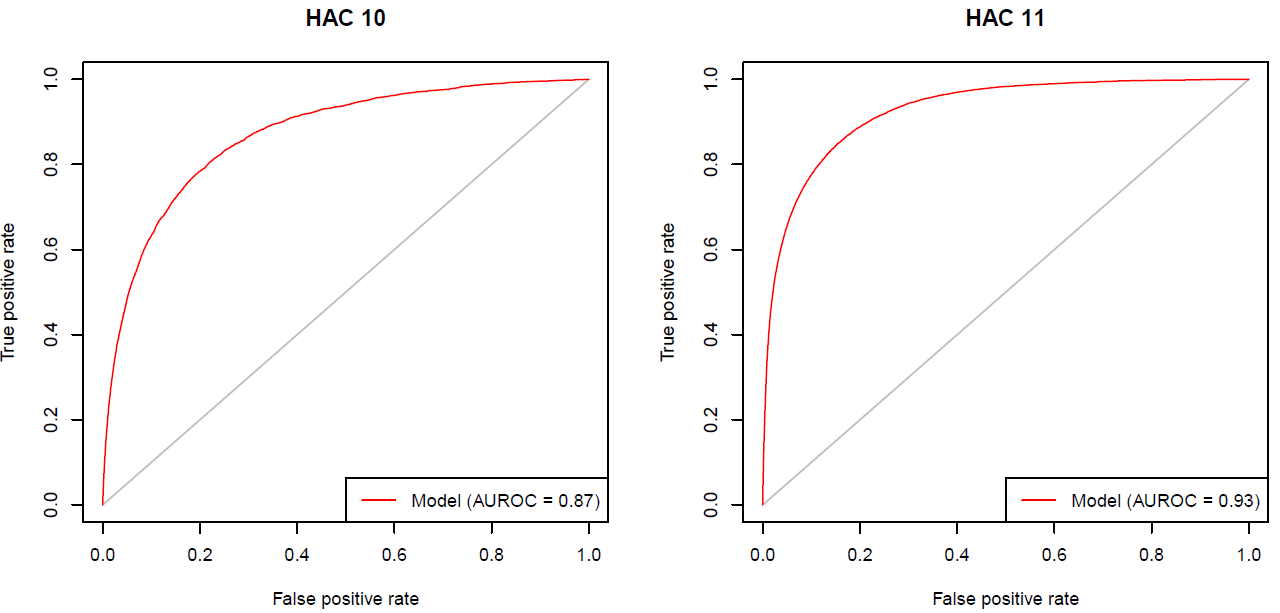 HAC 10
True positive rate
1.0
0.8
0.6
0.4
0.2
0.0
Model (AUROC = 0.87)
0.0 0.2 0.4 0.6 0.8 1.0
False positive rate
HAC 11
True positive rate
1.0
0.8
0.6
0.4
0.2
0.0
Model (AUROC = 0.93)
0.0 0.2 0.4 0.6 0.8 1.0
False positive rate